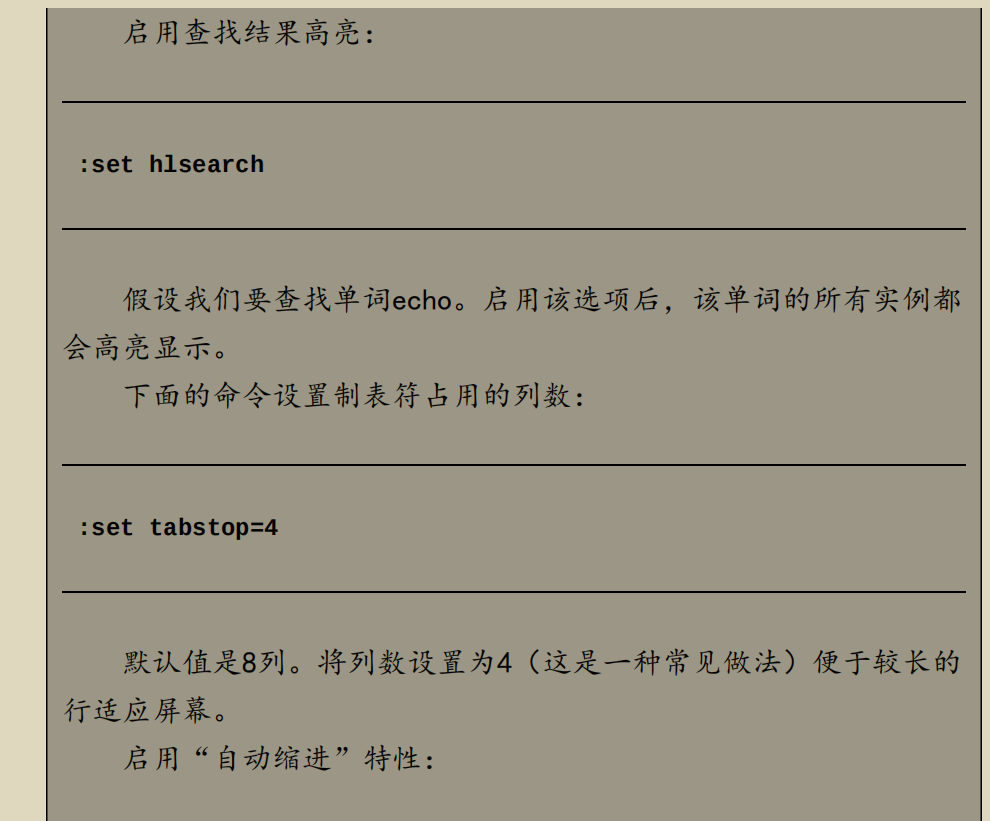 启用查找结果高亮：
:set hlsearch
假设我们要查找单词echo。启用该选项后，该单词的所有实例都
会高亮显示。
下面的命令设置制表符占用的列数：
:set tabstop=4
默认值是8列。将列数设置为4（这是一种常见做法）便于较长的
行适应屏幕。
启用“自动缩进”特性：